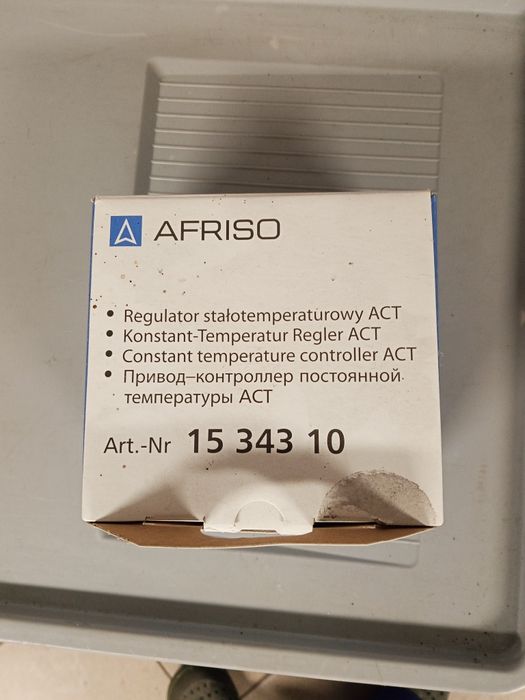 AFRISO
• Regulator stałotemperaturowy ACT
• Konstant-Temperatur Regler ACT
• Constant temperature controller ACT
• Привод–контроллер постоянной
температуры ACT
Art.-Nr 15 343 10